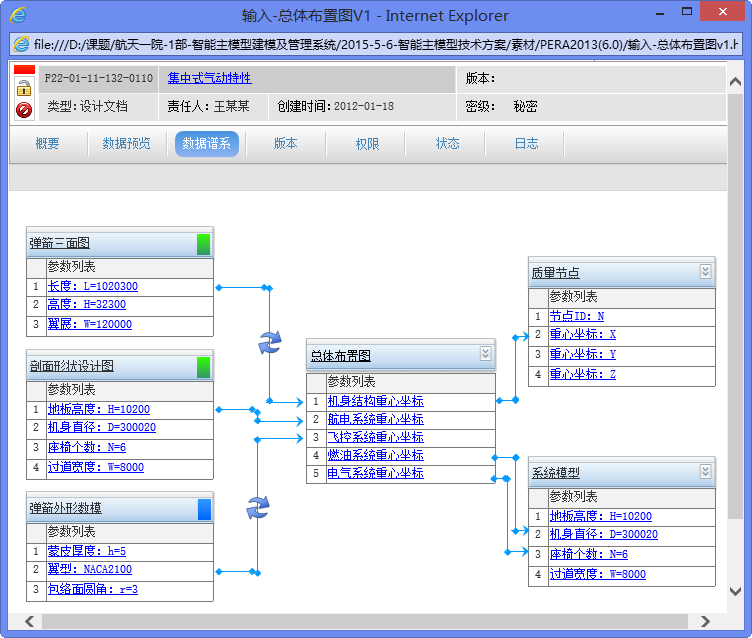 输入-总体布置图V1 - Internet Explorer
file:///D:/课题/航天一院-1部-智能主模型建模及管理系统/2015-5-6-智能主模型技术方案/素材/PERA2013(6.0)/输入-总体布置图v1.h
P22-01-11-132-0110 集中式气动特性 版本：
类型：设计文档 责任人：王某某 创建时间：2012-01-18 密级： 秘密
概要 数据预览 数据谱系 版本 权限 状态 日志
弹箭三面图
参数列表
1 长度：L=1020300
2 高度：H=32300
3 翼展：W=120000
剖面形状设计图
参数列表
1 地板高度：H=10200
2 机身直径：D=300020
3 座椅个数：N=6
4 过道宽度：W=8000
弹箭外形数模
参数列表
1 蒙皮厚度：h=5
2 翼型：NACA2100
3 包络面圆角：r=3
总体布置图
参数列表
1 机身结构重心坐标
2 航电系统重心坐标
3 飞控系统重心坐标
4 燃油系统重心坐标
5 电气系统重心坐标
质量节点
参数列表
1 节点ID：N
2 重心坐标：X
3 重心坐标：Y
4 重心坐标：Z
系统模型
参数列表
1 地板高度：H=10200
2 机身直径：D=300020
3 座椅个数：N=6
4 过道宽度：W=8000